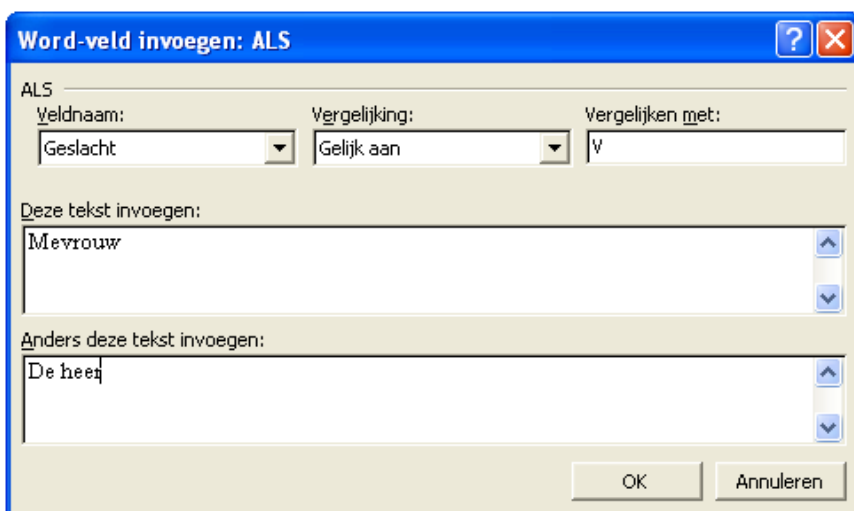 Word-veld invoegen: ALS
ALS
Veldnaam: Vergelijking: Vergelijken met:
Geslacht Gelijk aan V
Deze tekst invoegen:
Mevrouw
Anders deze tekst invoegen:
De heer
OK Annuleren